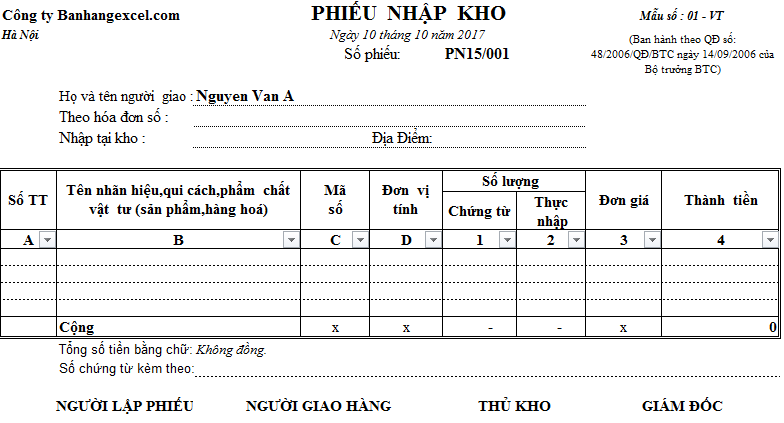 Công ty Banhangexcel.com
PHIẾU NHẬP KHO
Mẫu số : 01 - VT
Hà Nội
Ngày 10 tháng 10 năm 2017
(Ban hành theo QĐ số:
Số phiếu: PN15/001
48/2006/QĐ/BTC ngày 14/09/2006 của
Bộ trưởng BTC)
Họ và tên người giao : Nguyen Van A
Theo hóa đơn số :
Nhập tại kho : Địa Điểm:
Số TT
Tên nhãn hiệu,qui cách,phẩm chất
vật tư (sản phẩm,hàng hoá)
Mã
số
Đơn vị
tính
Số lượng
Chứng từ
Thực
nhập
Đơn giá
Thành tiền
A B C D 1 2 3 4
Cộng x x - - x 0
Tổng số tiền bằng chữ: Không đồng.
Số chứng từ kèm theo:
NGƯỜI LẬP PHIẾU NGƯỜI GIAO HÀNG THỦ KHO GIÁM ĐỐC